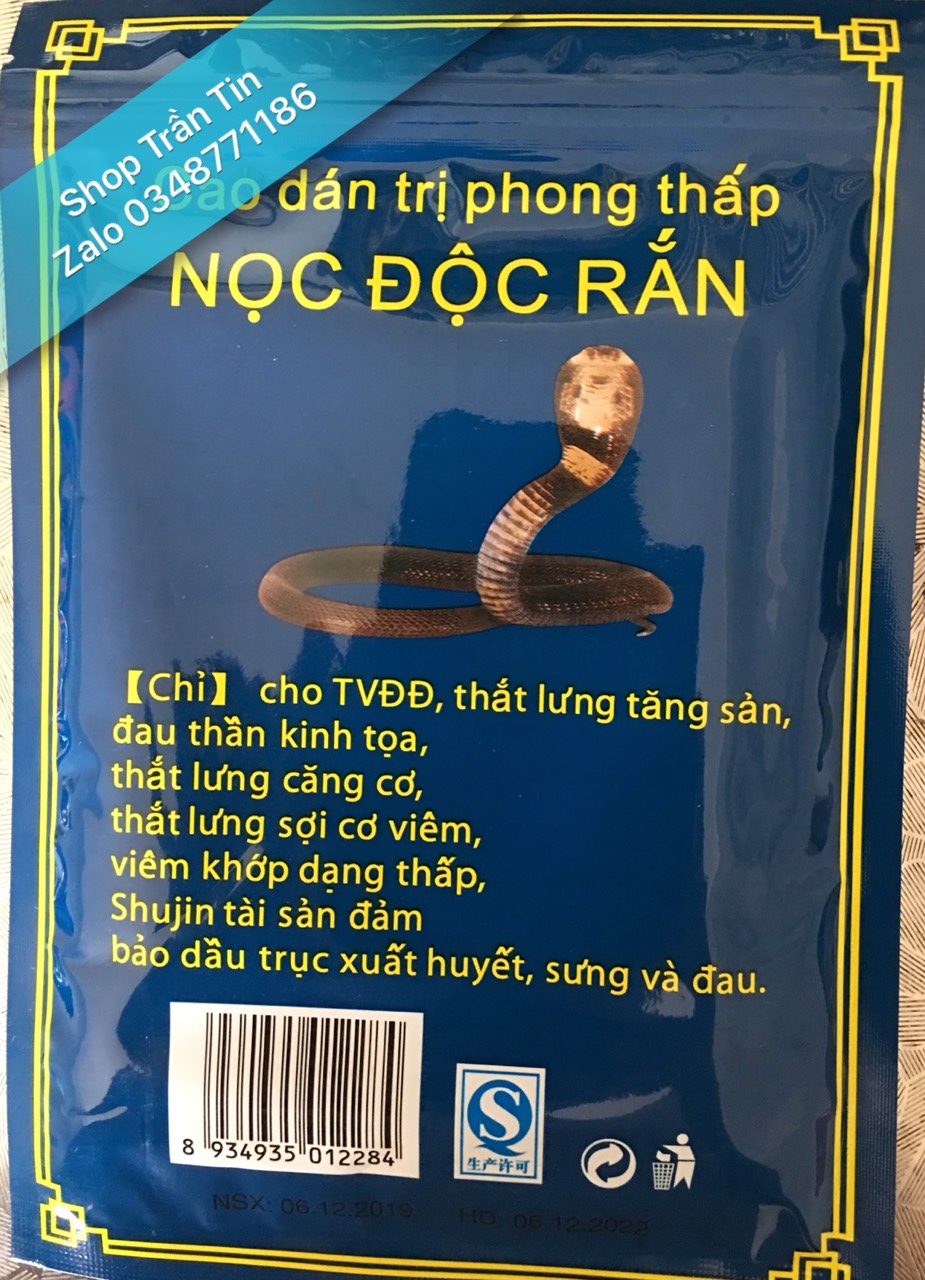 Shop Trần Tin
Zalo 0348771186
Cao dán trị phong thấp
NỌC ĐỘC RẮN
【Chỉ】 cho TVĐĐ, thắt lưng tăng sản,
đau thần kinh tọa,
thắt lưng căng cơ,
thắt lưng sợi cơ viêm,
viêm khớp dạng thấp,
Shujin tài sản đảm
bảo dầu trục xuất huyết, sưng và đau.
8 934935 012284
生产许可
NSX: 06.12.2019 HD: 06.12.2022